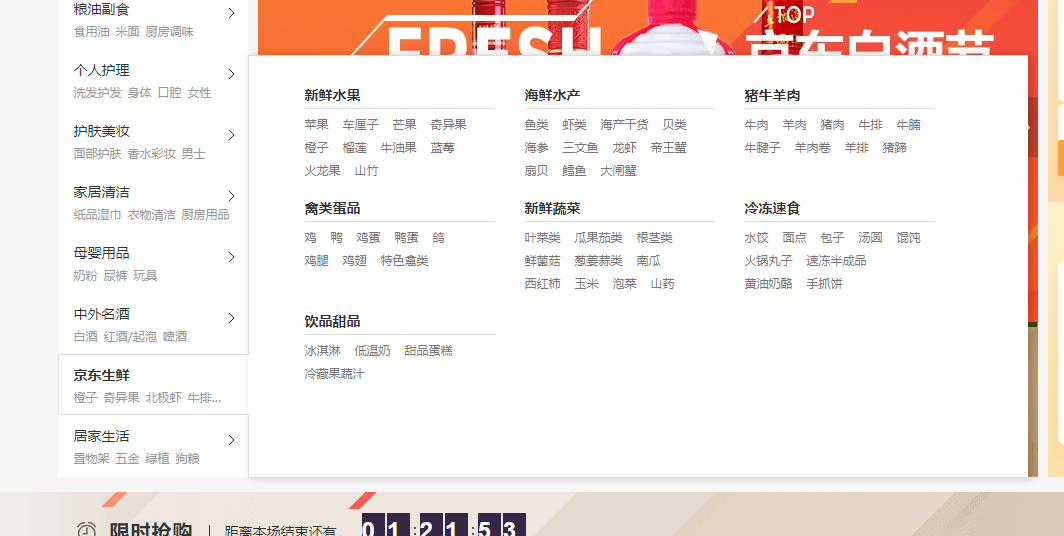 粮油副食
食用油 米面 厨房调味
个人护理
洗发护发 身体 口腔 女性
护肤美妆
面部护肤 香水彩妆 男士
家居清洁
纸品湿巾 衣物清洁 厨房用品
母婴用品
奶粉 尿裤 玩具
中外名酒
白酒 红酒/起泡 啤酒
京东生鲜
橙子 奇异果 北极虾 牛排...
居家生活
置物架 五金 绿植 狗粮
FRESH
TOP
京东白酒节
新鲜水果
苹果 车厘子 芒果 奇异果
橙子 榴莲 牛油果 蓝莓
火龙果 山竹
海鲜水产
鱼类 虾类 海产干货 贝类
海参 三文鱼 龙虾 帝王蟹
扇贝 鳕鱼 大闸蟹
猪牛羊肉
牛肉 羊肉 猪肉 牛排 牛腩
牛腱子 羊肉卷 羊排 猪蹄
禽类蛋品
鸡 鸭 鸡蛋 鸭蛋 鸽
鸡腿 鸡翅 特色禽类
新鲜蔬菜
叶菜类 瓜果茄类 根茎类
鲜菌菇 葱姜蒜类 南瓜
西红柿 玉米 泡菜 山药
冷冻速食
水饺 面点 包子 汤圆 馄饨
火锅丸子 速冻半成品
黄油奶酪 手抓饼
饮品甜品
冰淇淋 低温奶 甜品蛋糕
冷藏果蔬汁
限时抢购 | 距离本场结束还有 01:21:53